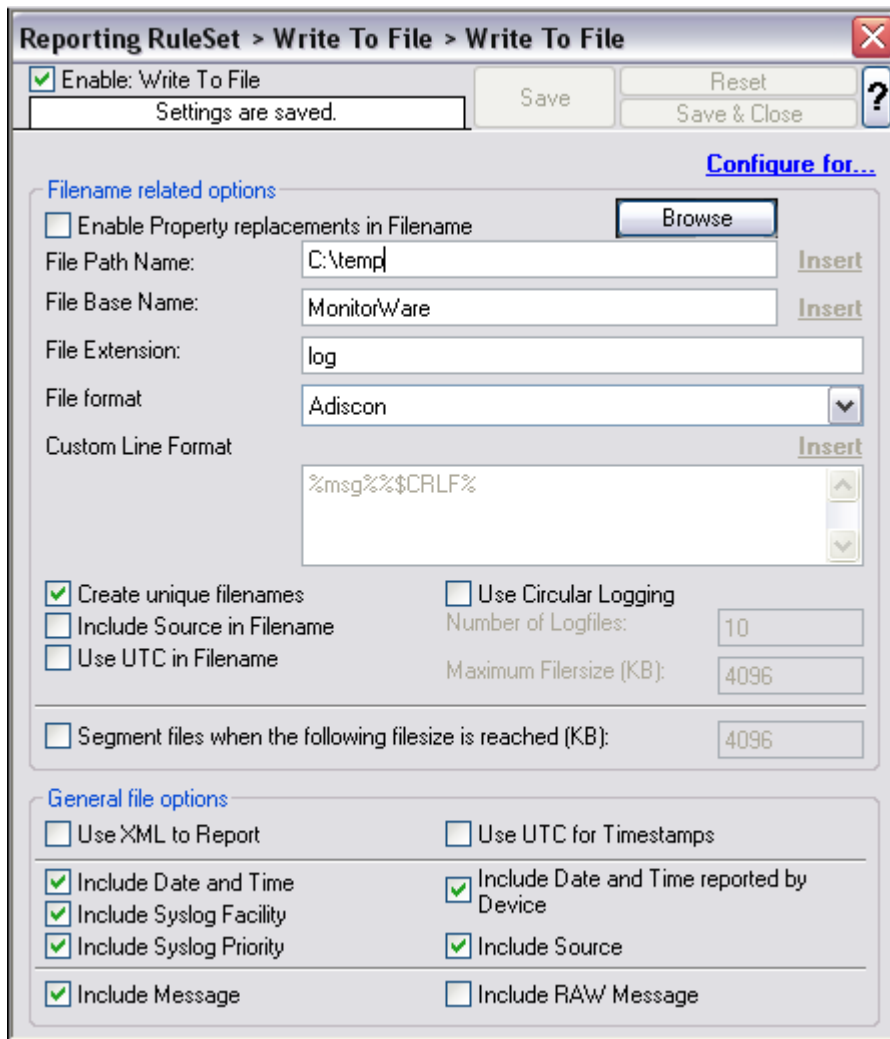 Reporting RuleSet > Write To File > Write To File
Enable: Write To File
Settings are saved.
Save
Reset
Save & Close
?
Configure for...
Filename related options
Enable Property replacements in Filename
Browse
File Path Name:
C:\temp
Insert
File Base Name:
MonitorWare
Insert
File Extension:
log
File format
Adiscon
Custom Line Format
Insert
%msg%%$CRLF%
Create unique filenames
Use Circular Logging
Include Source in Filename
Number of Logfiles:
10
Use UTC in Filename
Maximum Filersize (KB):
4096
Segment files when the following filesize is reached (KB):
4096
General file options
Use XML to Report
Use UTC for Timestamps
Include Date and Time
Include Date and Time reported by
Device
Include Syslog Facility
Include Syslog Priority
Include Source
Include Message
Include RAW Message